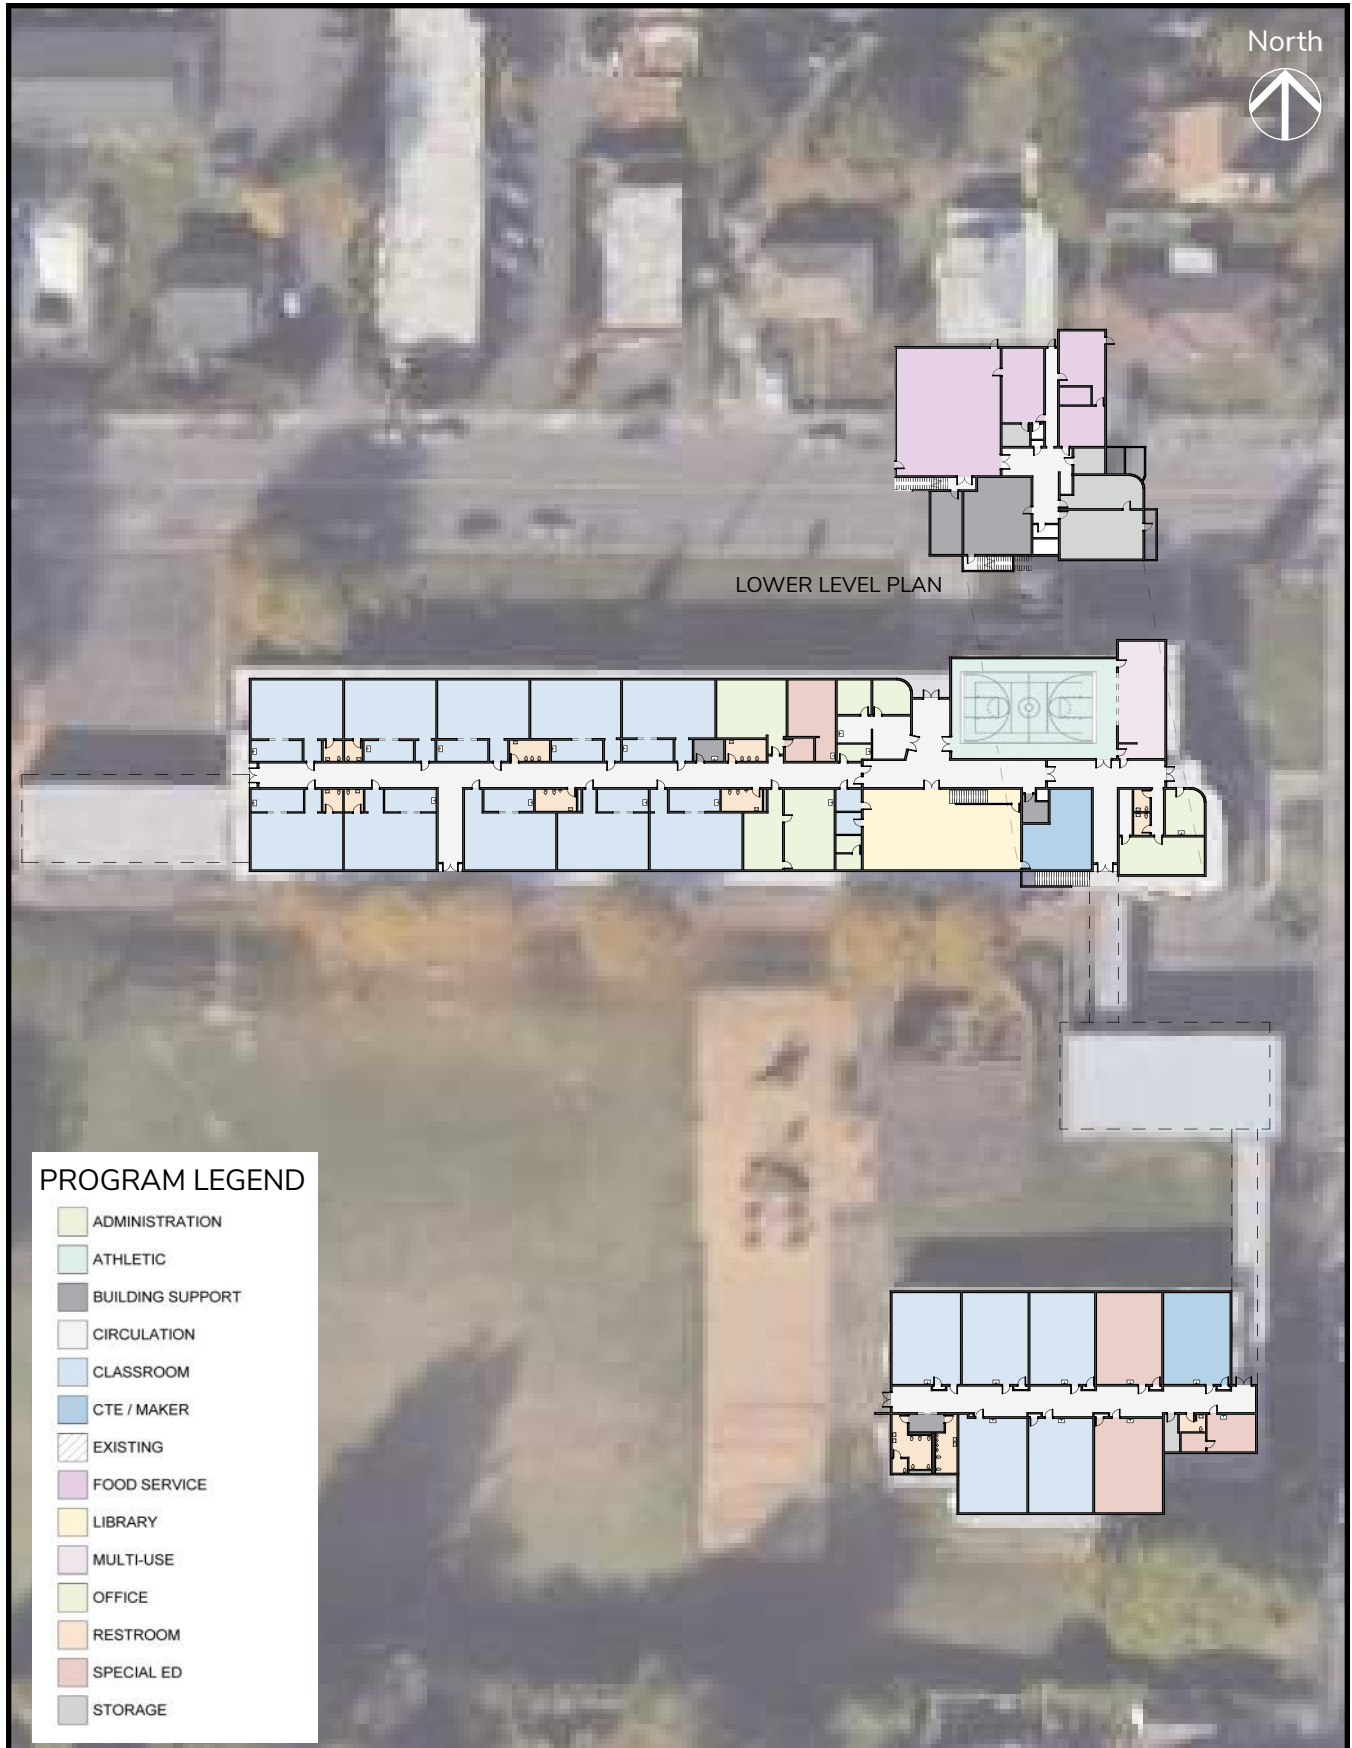 North
LOWER LEVEL PLAN
PROGRAM LEGEND
ADMINISTRATION
ATHLETIC
BUILDING SUPPORT
CIRCULATION
CLASSROOM
CTE / MAKER
EXISTING
FOOD SERVICE
LIBRARY
MULTI-USE
OFFICE
RESTROOM
SPECIAL ED
STORAGE